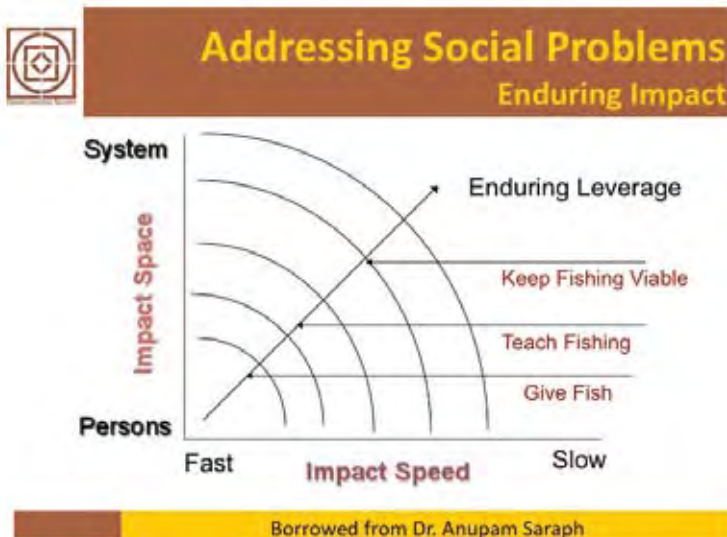 Addressing Social Problems
Enduring Impact
System
Enduring Leverage
Impact Space
Keep Fishing Viable
Teach Fishing
Give Fish
Persons
Fast
Impact Speed
Slow
Borrowed from Dr. Anupam Saraph